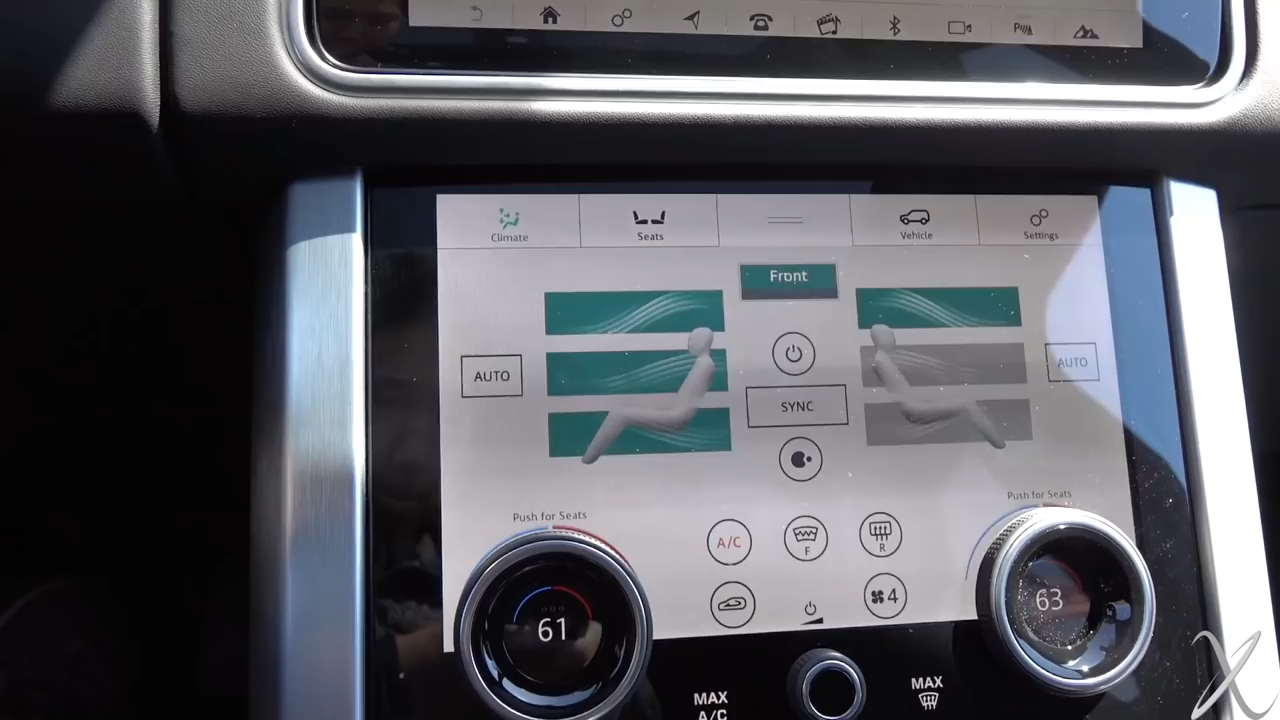 Climate
Seats
Vehicle
Settings
Front
AUTO
AUTO
SYNC
Push for Seats
Push for Seats
A/C
F
R
4
61
63
MAX
A/C
MAX